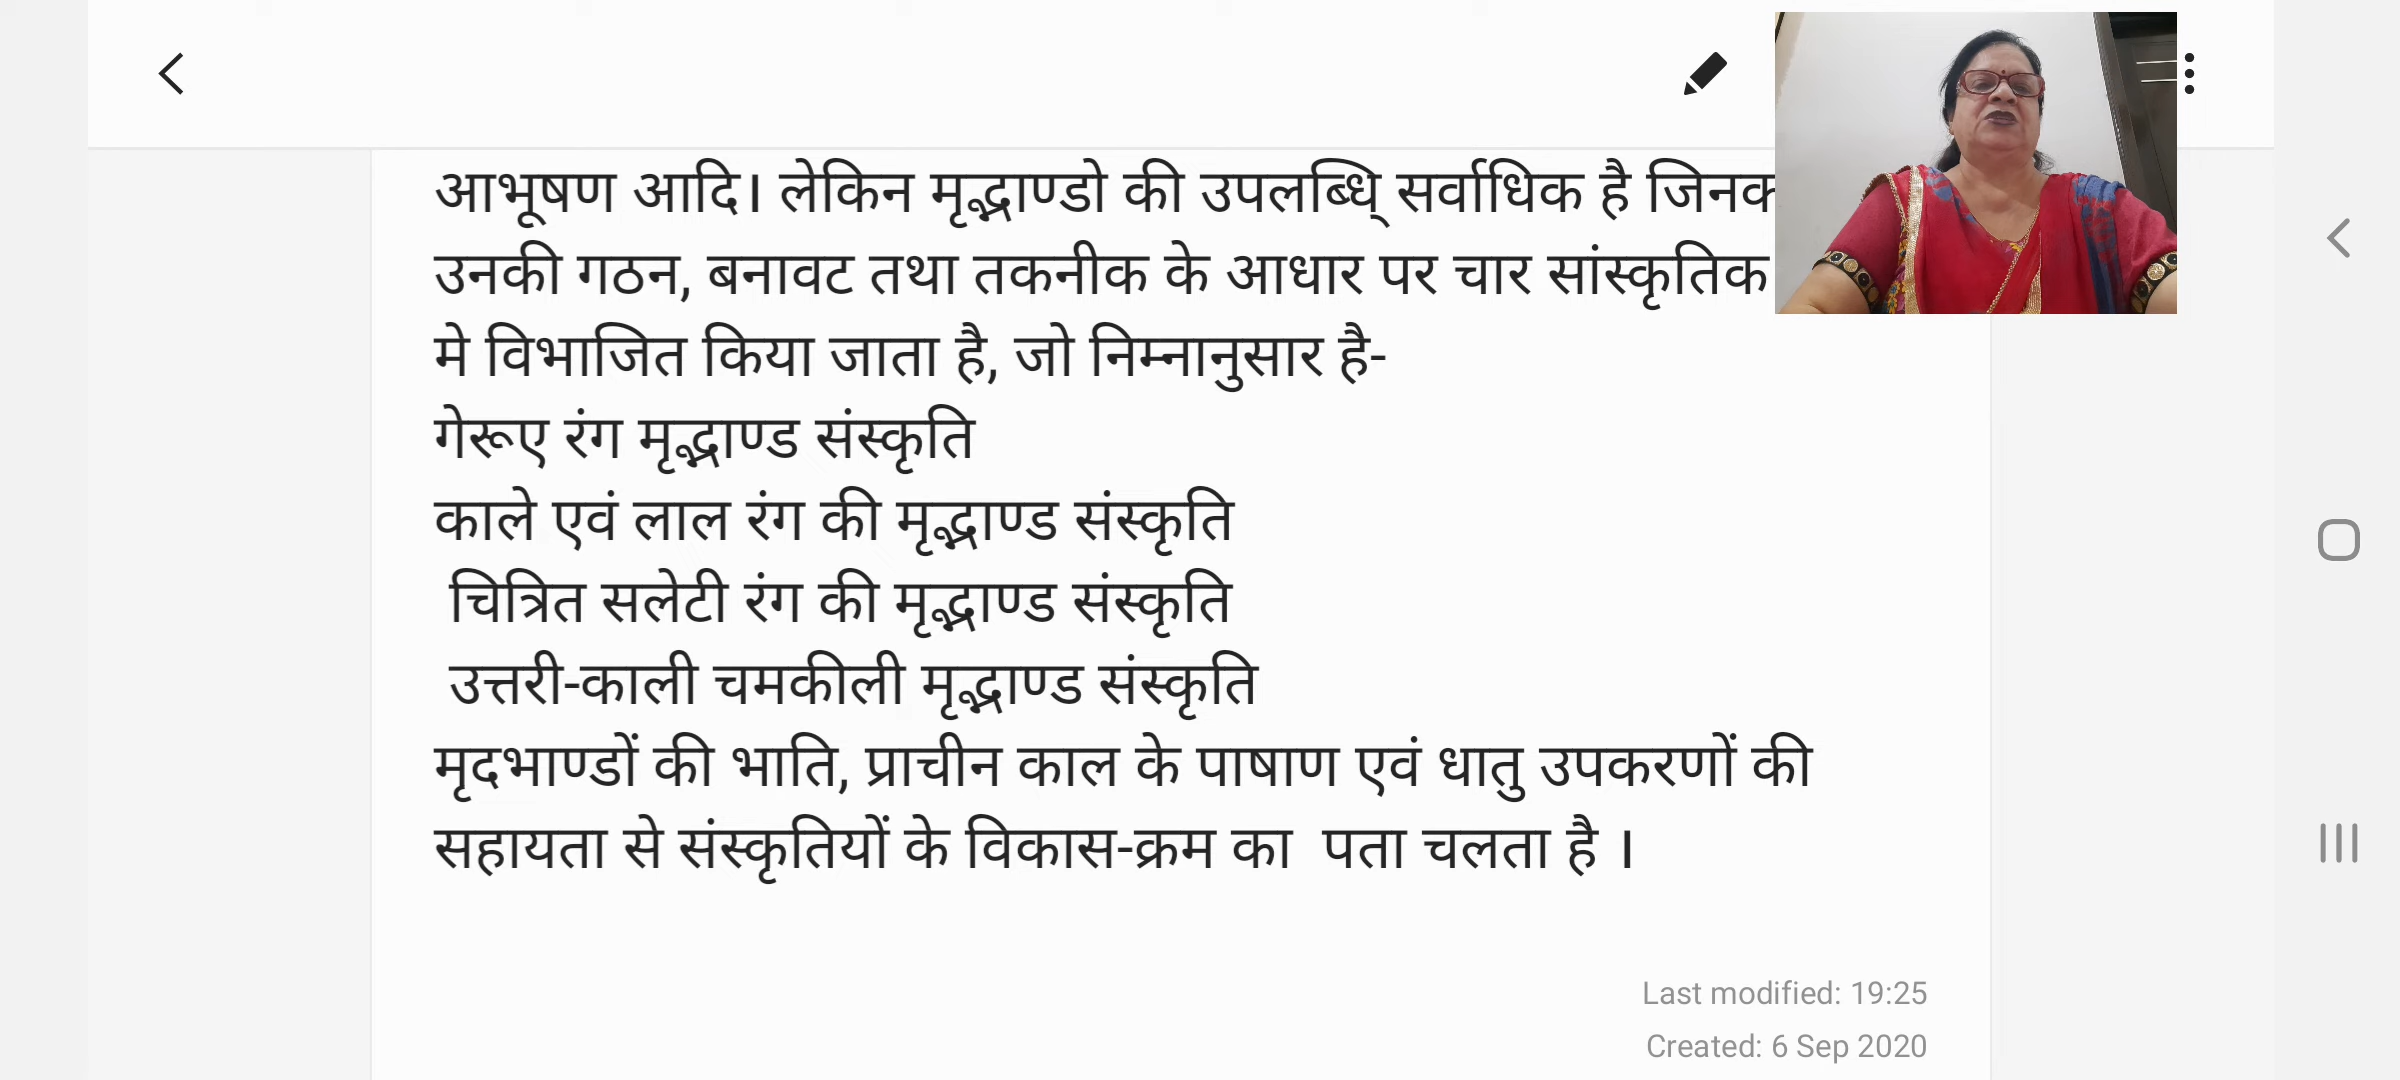 आभूषण आदि। लेकिन मृद्भाण्डो की उपलब्धि् सर्वाधिक है
उनकी गठन, बनावट तथा तकनीक के आधार पर चार सांस्कृतिक
मे विभाजित किया जाता है, जो निम्नानुसार है-
गेरूए रंग मृद्भाण्ड संस्कृति
काले एवं लाल रंग की मृद्भाण्ड संस्कृति
चित्रित सलेटी रंग की मृद्भाण्ड संस्कृति
उत्तरी-काली चमकीली मृद्भाण्ड संस्कृति
मृदभाण्डों की भाति, प्राचीन काल के पाषाण एवं धातु उपकरणों की
सहायता से संस्कृतियों के विकास-क्रम का पता चलता है ।
Last modified: 19:25
Created: 6 Sep 2020